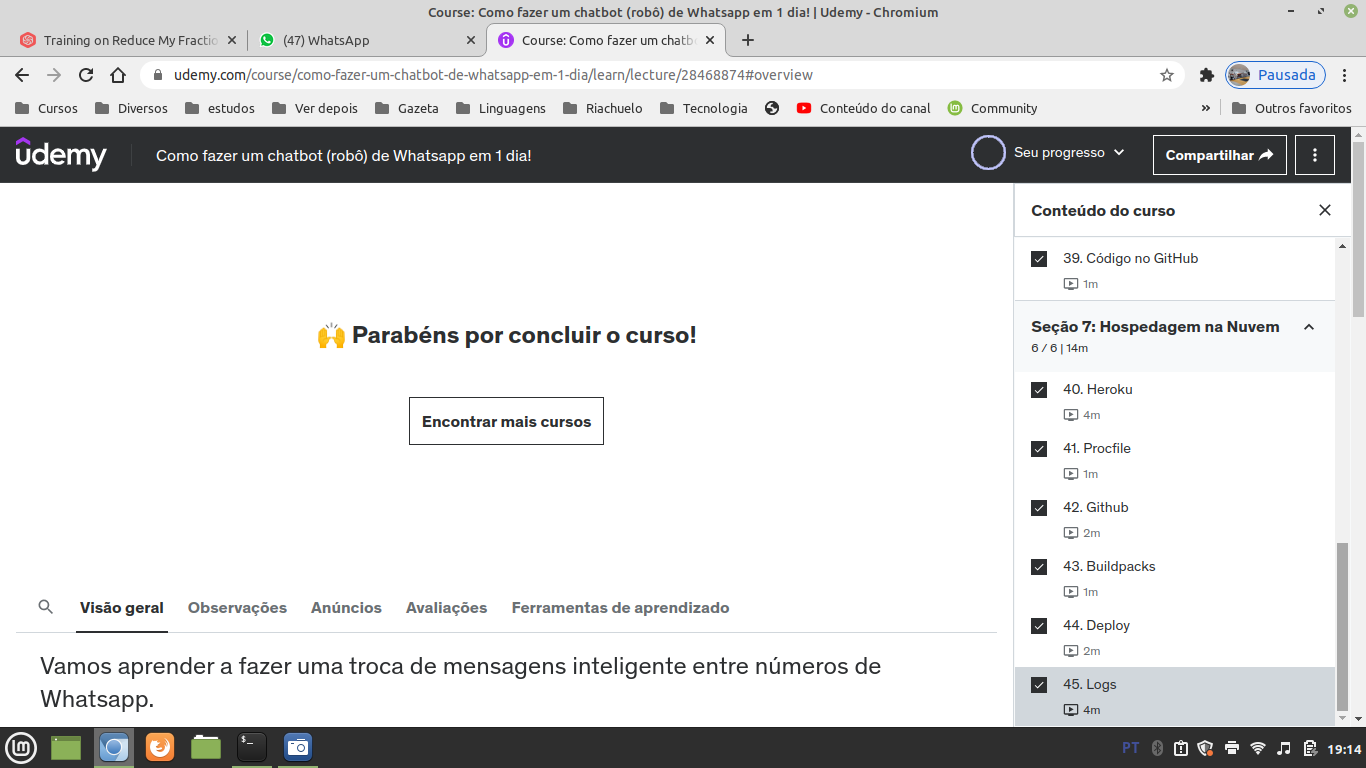 Course: Como fazer um chatbot (robô) de Whatsapp em 1 dia! | Udemy - Chromium
Training on Reduce My Fractio
(47) WhatsApp
Course: Como fazer um chatb
udemy.com/course/como-fazer-um-chatbot-de-whatsapp-em-1-dia/learn/lecture/28468874#overview
Pausada
Cursos
Diversos
estudos
Ver depois
Gazeta
Linguagens
Riachuelo
Tecnologia
Conteúdo do canal
Community
»
Outros favoritos
udemy
Como fazer um chatbot (robô) de Whatsapp em 1 dia!
Seu progresso
Compartilhar
🙌 Parabéns por concluir o curso!
Encontrar mais cursos
Visão geral
Observações
Anúncios
Avaliações
Ferramentas de aprendizado
Vamos aprender a fazer uma troca de mensagens inteligente entre números de
Whatsapp.
Conteúdo do curso
39. Código no GitHub
1m
Seção 7: Hospedagem na Nuvem
6 / 6 | 14m
40. Heroku
4m
41. Procfile
1m
42. Github
2m
43. Buildpacks
1m
44. Deploy
2m
45. Logs
4m
PT
19:14